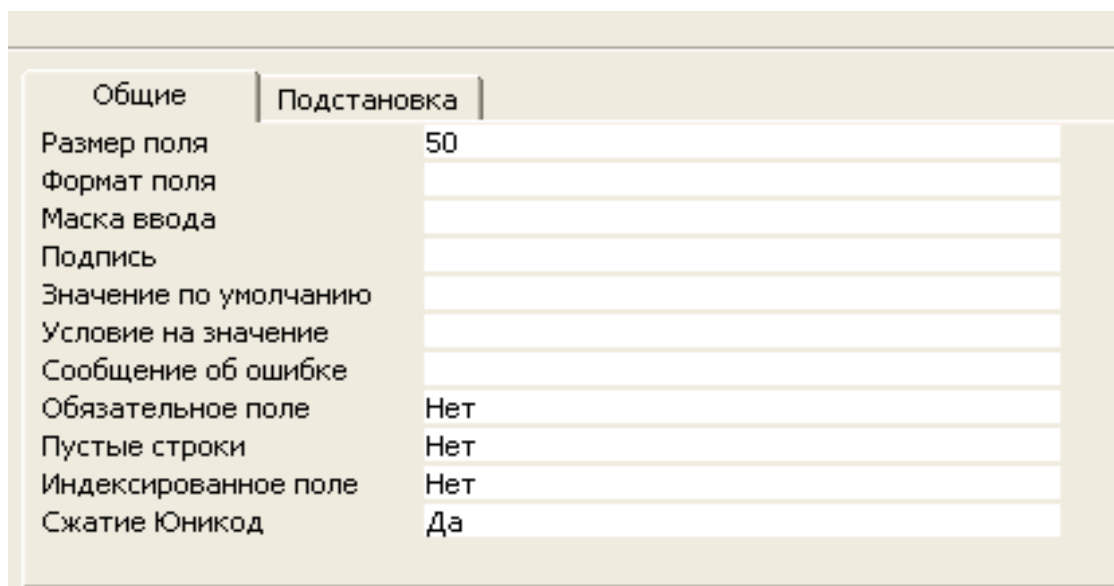 Общие Подстановка
Размер поля 50
Формат поля
Маска ввода
Подпись
Значение по умолчанию
Условие на значение
Сообщение об ошибке
Обязательное поле Нет
Пустые строки Нет
Индексированное поле Нет
Сжатие Юникод Да